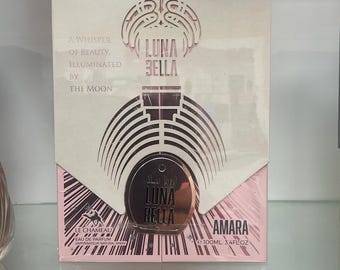 A Whisper
of Beauty,
Illuminated
by
the Moon
LUNA
BELLA
LUNA
BELLA
LE CHAMEAU
EAU DE PARFUM
AMARA
100ML 3.4FL.OZ